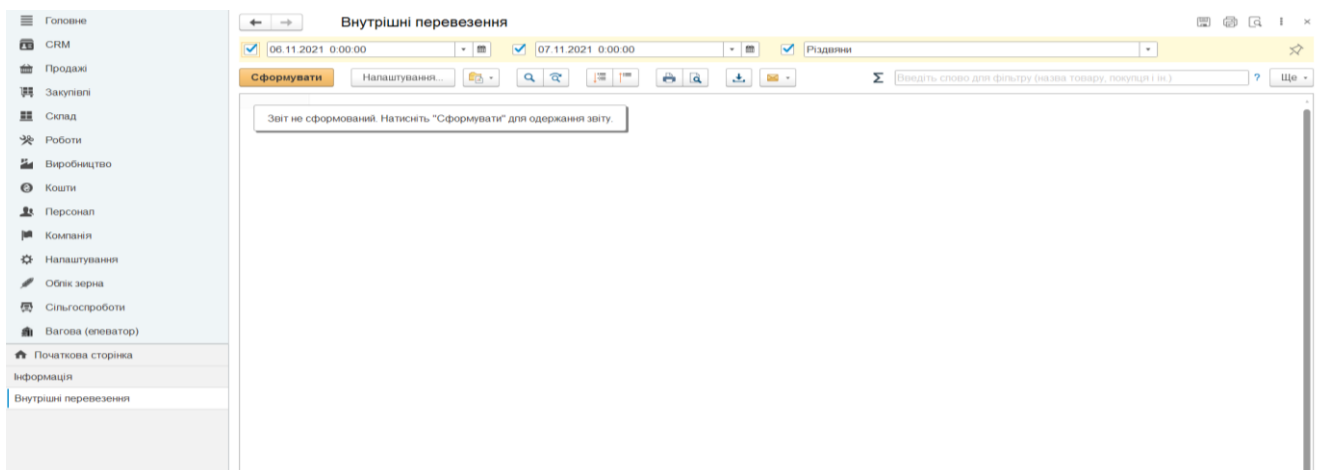 Головне
CRM
Продажі
Закупівлі
Склад
Роботи
Виробництво
Кошти
Персонал
Компанія
Налаштування
Облік зерна
Сільгоспроботи
Вагова (елеватор)
Початкова сторінка
Інформація
Внутрішні перевезення
Внутрішні перевезення
06.11.2021 0:00:00 07.11.2021 0:00:00 Різдвяни
Сформувати Налаштування... Σ Введіть слово для фільтру (назва товару, покупця і ін.) ? Ще
Звіт не сформований. Натисніть "Сформувати" для одержання звіту.